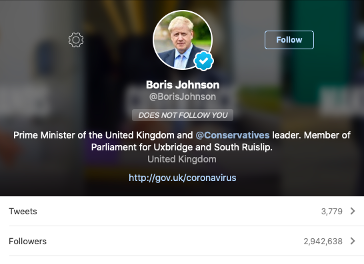 Follow
Boris Johnson
@BorisJohnson
DOES NOT FOLLOW YOU
Prime Minister of the United Kingdom and @Conservatives leader. Member of
Parliament for Uxbridge and South Ruislip.
United Kingdom
http://gov.uk/coronavirus
Tweets 3,779
Followers 2,942,638